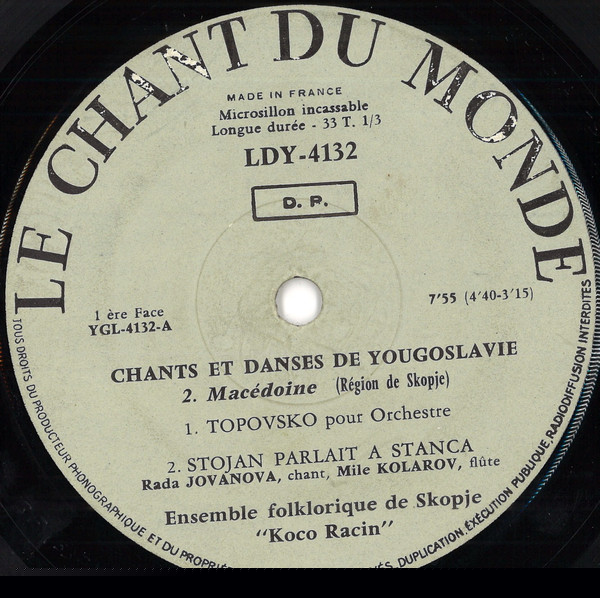 LE CHANT DU MONDE
MADE IN FRANCE
Microsillon incassable
Longue durée - 33 T. 1/3
LDY-4132
D. P.
1 ère Face
YGL-4132-A
7'55 (4'40-3'15)
CHANTS ET DANSES DE YOUGOSLAVIE
2. Macédoine (Région de Skopje)
1. TOPOVSKO pour Orchestre
2. STOJAN PARLAIT A STANCA
Rada JOVANOVA, chant, Mile KOLAROV, flûte
Ensemble folklorique de Skopje
"Koco Racin"
TOUS DROITS DU PRODUCTEUR PHONOGRAPHIQUE ET DU
DUPLICATION, EXÉCUTION PUBLIQUE, RADIODIFFUSION INTERDITES